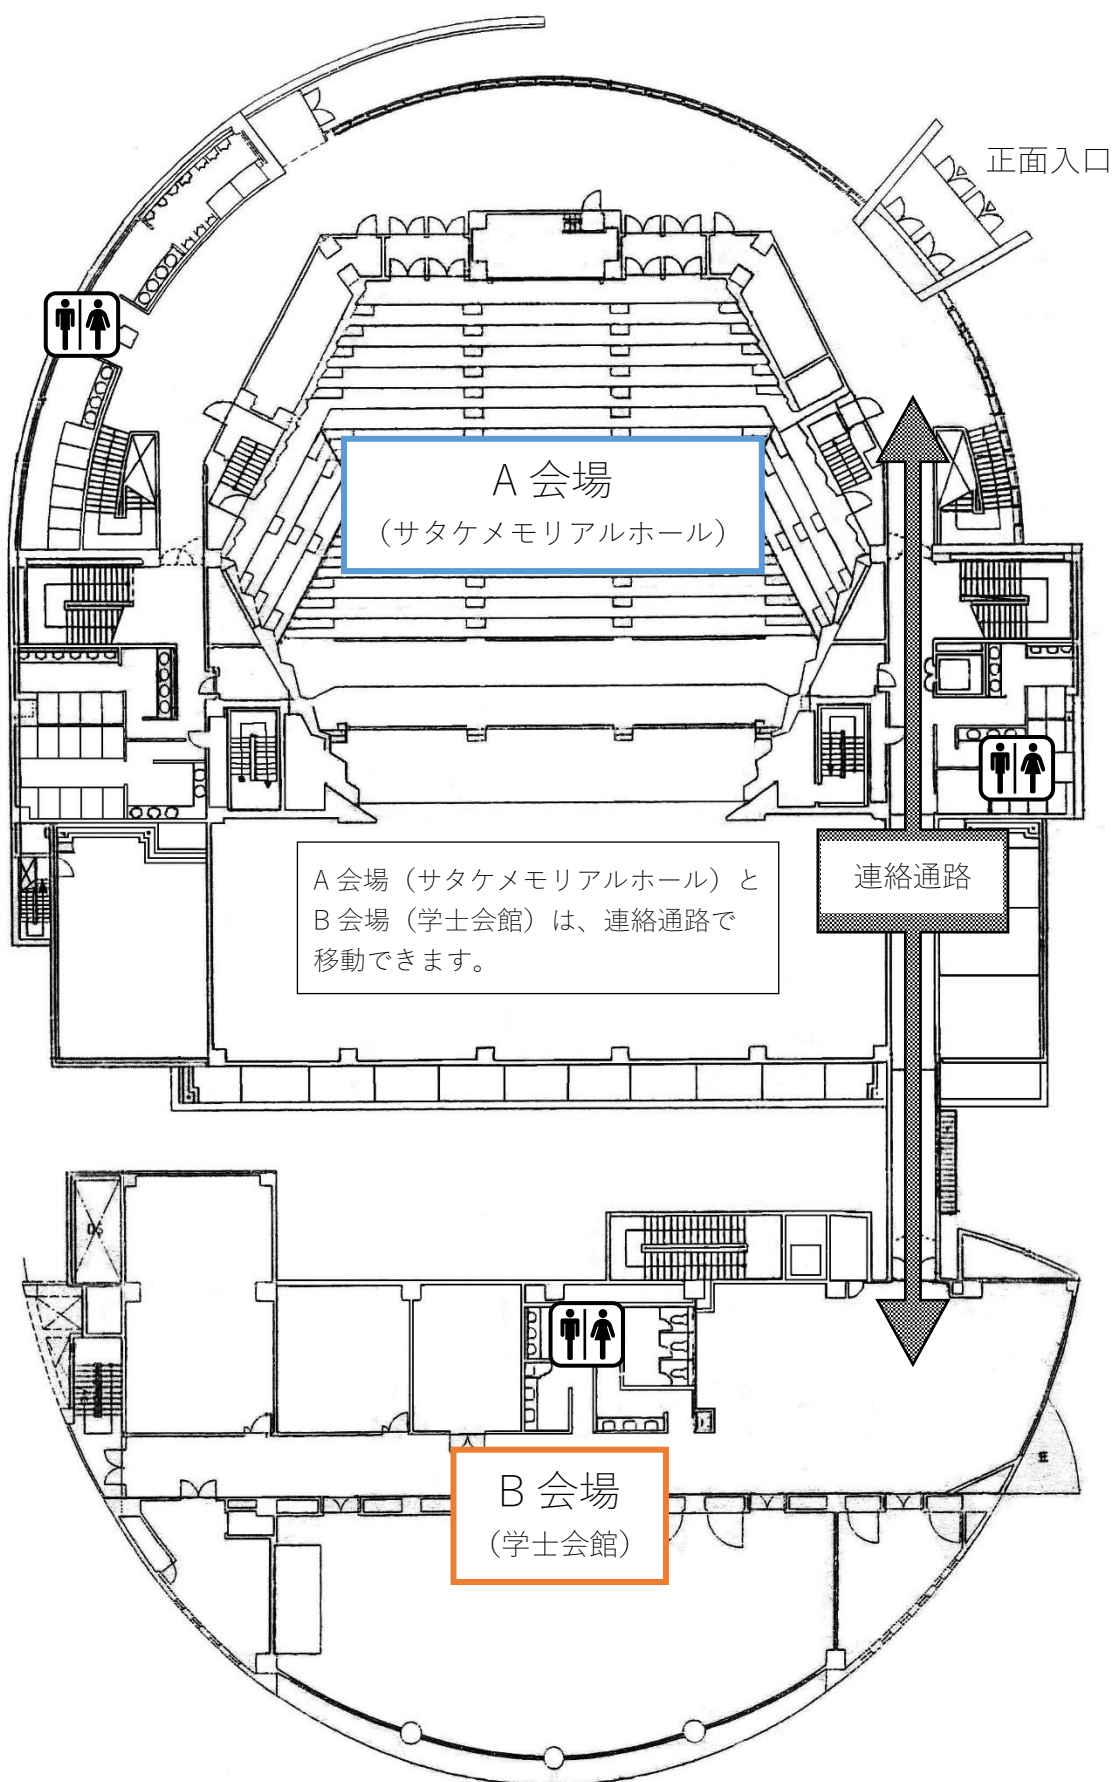 正面入口
A 会場
（サタケメモリアルホール）
連絡通路
A 会場（サタケメモリアルホール）と
B 会場（学士会館）は、連絡通路で
移動できます。
DS
B 会場
（学士会館）